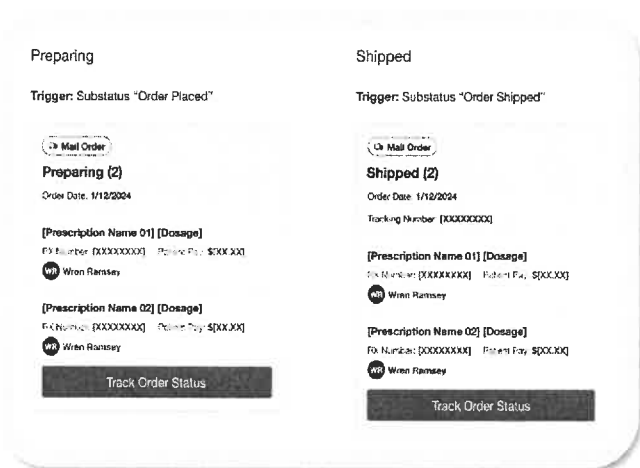 Preparing
Trigger: Substatus "Order Placed"
Mail Order
Preparing (2)
Order Date: 1/12/2024
[Prescription Name 01] [Dosage]
RX Number: [XXXXXXXX] Patient Pay: $[XX.XX]
WR Wren Ramsey
[Prescription Name 02] [Dosage]
RX Number: [XXXXXXXX] Patient Pay: $[XX.XX]
WR Wren Ramsey
Track Order Status
Shipped
Trigger: Substatus "Order Shipped"
Mail Order
Shipped (2)
Order Date: 1/12/2024
Tracking Number: [XXXXXXXX]
[Prescription Name 01] [Dosage]
Rx Number: [XXXXXXXX] Patient Pay: $[XX.XX]
WR Wren Ramsey
[Prescription Name 02] [Dosage]
RX Number: [XXXXXXXX] Patient Pay: $[XX.XX]
WR Wren Ramsey
Track Order Status